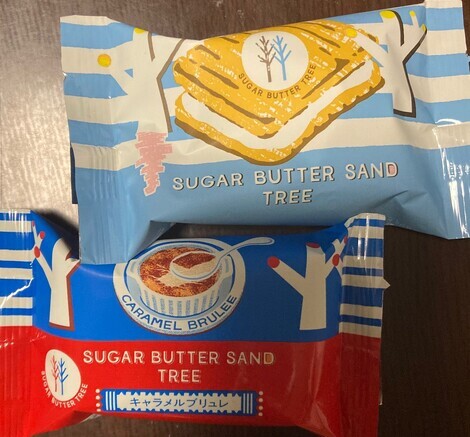 SUGAR BUTTER TREE
SUGAR BUTTER SAND
TREE
CARAMEL BRULEE
SUGAR BUTTER SAND
TREE
SUGAR BUTTER TREE
キャラメルブリュレ